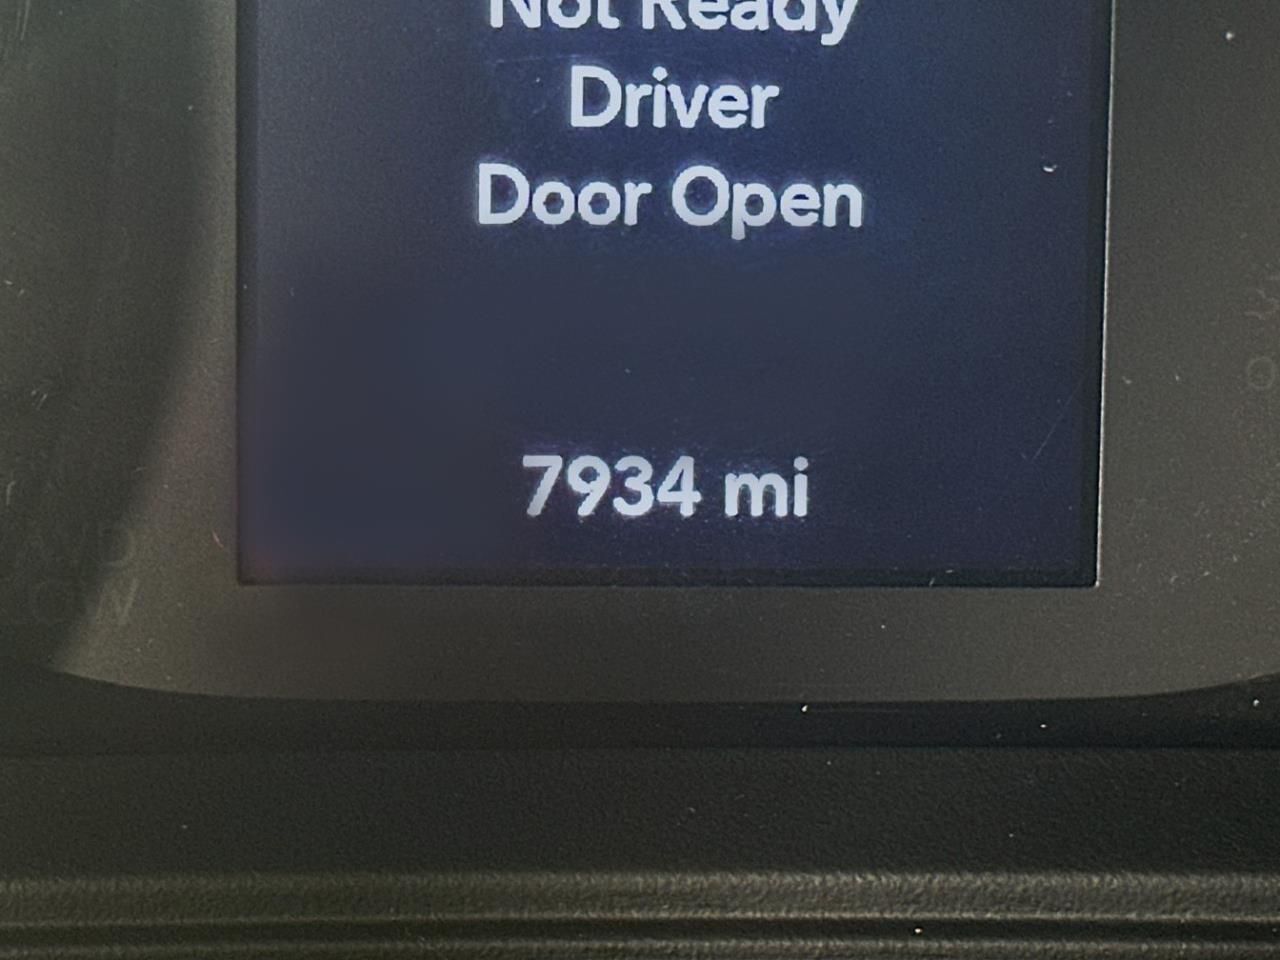 Not Ready
Driver
Door Open
7934 mi